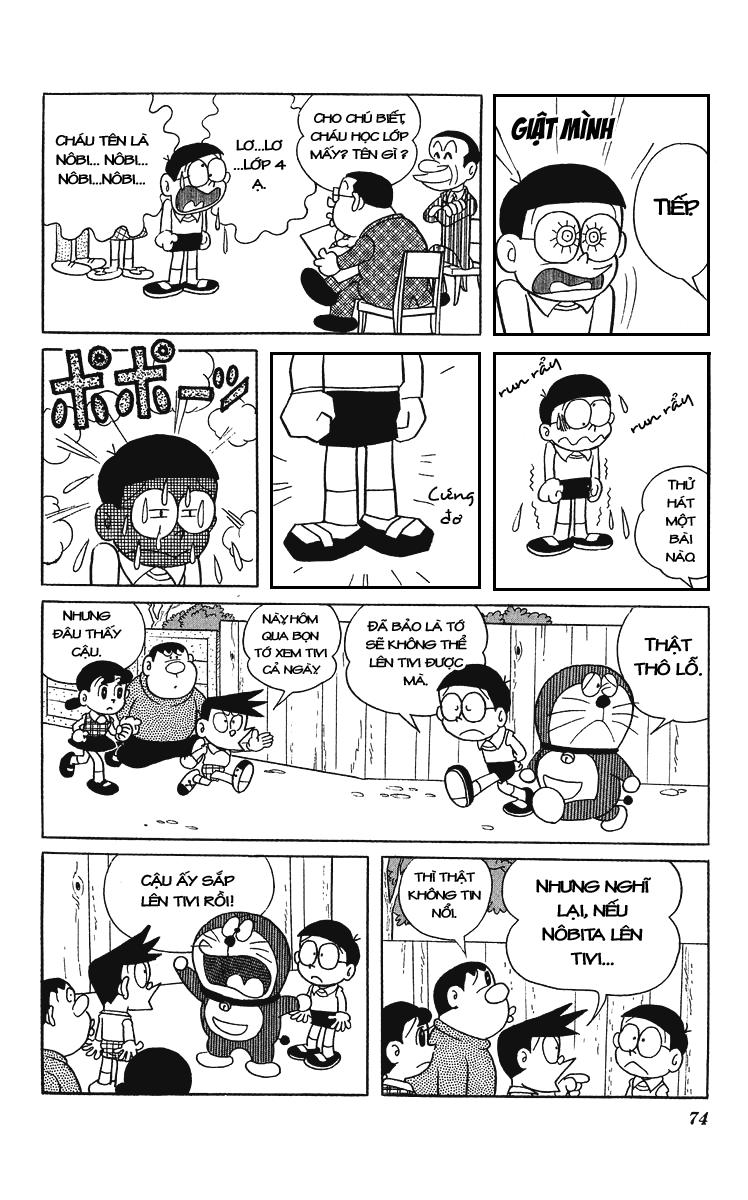 CHÁU TÊN LÀ
NÔBI... NÔBI...
NÔBI...NÔBI...
LƠ...LƠ
...LỚP 4
Ạ.
CHO CHÚ BIẾT,
CHÁU HỌC LỚP
MẤY? TÊN GÌ?
GIẬT MÌNH
TIẾP.
ポポーッ
Cứng
đơ
run rẩy
run rẩy
THỬ
HÁT
MỘT
BÀI
NÀO.
NHƯNG
ĐÂU THẤY
CẬU.
NÀY, HÔM
QUA BỌN
TỚ XEM TIVI
CẢ NGÀY.
ĐÃ BẢO LÀ TỚ
SẼ KHÔNG THỂ
LÊN TIVI ĐƯỢC
MÀ.
THẬT
THÔ LỖ.
CẬU ẤY SẮP
LÊN TIVI RỒI!
THÌ THẬT
KHÔNG TIN
NỔI.
NHƯNG NGHĨ
LẠI, NẾU
NÔBITA LÊN
TIVI...
74